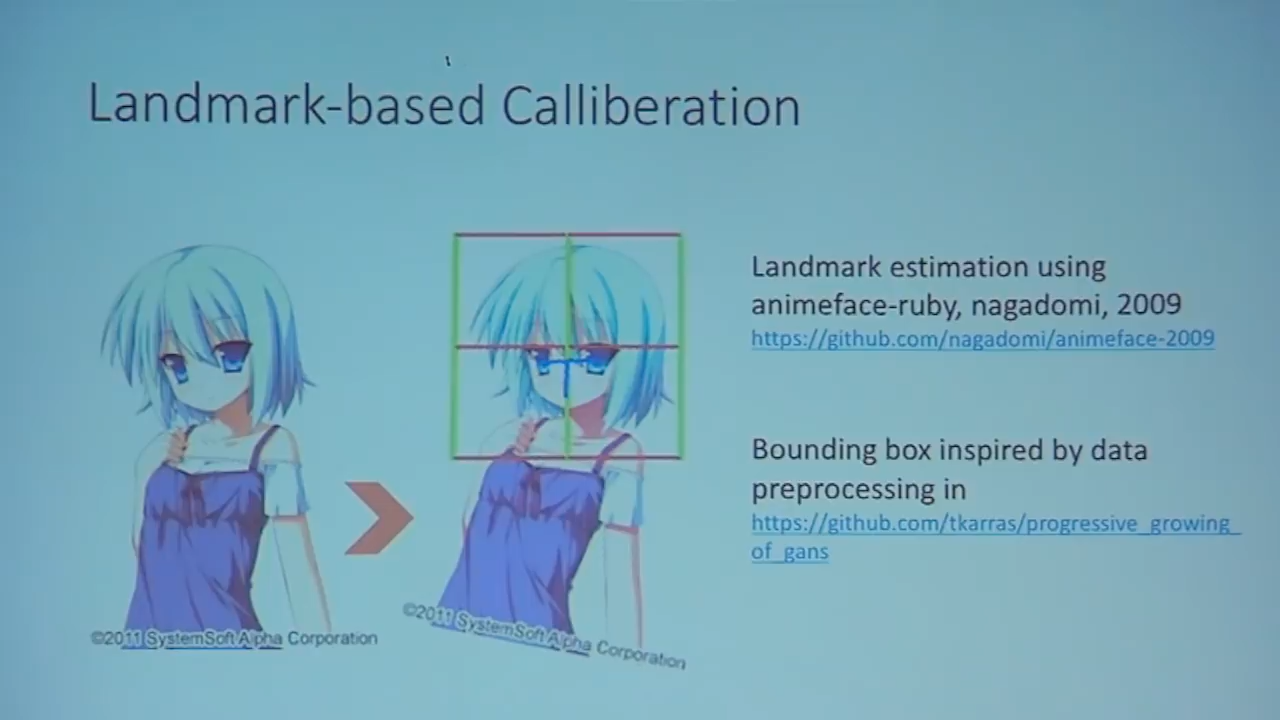 Landmark-based Calliberation
Landmark estimation using
animeface-ruby, nagadomi, 2009
https://github.com/nagadomi/animeface-2009
Bounding box inspired by data
preprocessing in
https://github.com/tkarras/progressive_growing_
of_gans
©2011 SystemSoft Alpha Corporation
©2011 SystemSoft Alpha Corporation